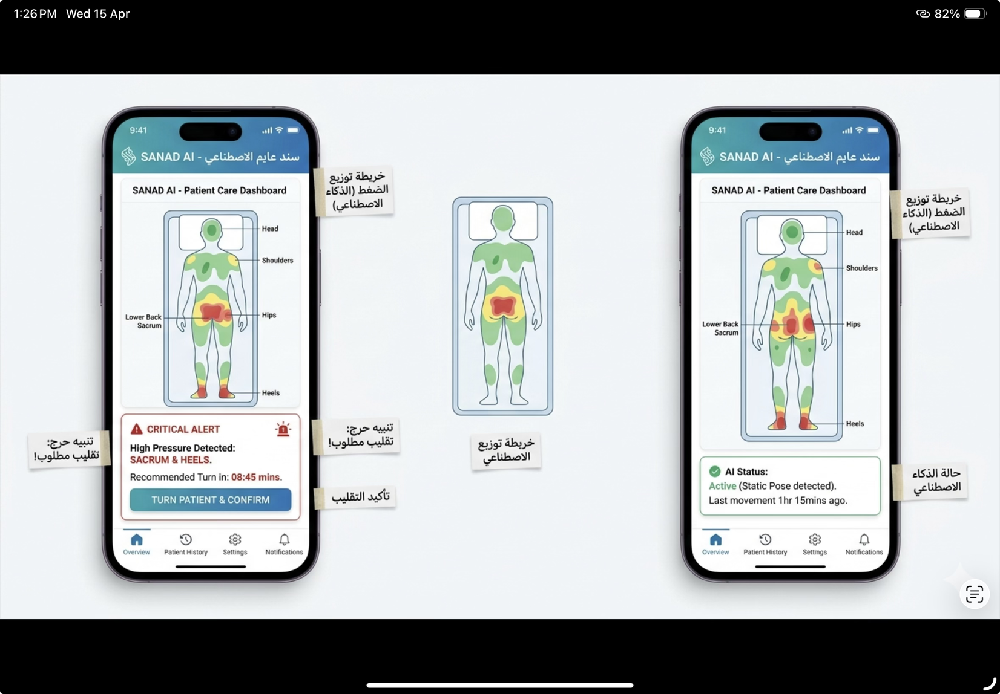 1:26 PM Wed 15 Apr
82%
9:41
SANAD AI - سند عايم الاصطناعي
SANAD AI - Patient Care Dashboard
Head
Shoulders
Lower Back
Sacrum
Hips
Heels
CRITICAL ALERT
High Pressure Detected:
SACRUM & HEELS.
Recommended Turn in: 08:45 mins.
TURN PATIENT & CONFIRM
Overview
Patient History
Settings
Notifications
تنبيه حرج:
تقليب مطلوب!
خريطة توزيع
الضغط (الذكاء
الاصطناعي)
تنبيه حرج:
تقليب مطلوب!
تأكيد التقليب
خريطة توزيع
الاصطناعي
9:41
SANAD AI - سند عايم الاصطناعي
SANAD AI - Patient Care Dashboard
Head
Shoulders
Lower Back
Sacrum
Hips
Heels
AI Status:
Active (Static Pose detected).
Last movement 1hr 15mins ago.
Overview
Patient History
Settings
Notifications
خريطة توزيع
الضغط (الذكاء
الاصطناعي)
حالة الذكاء
الاصطناعي